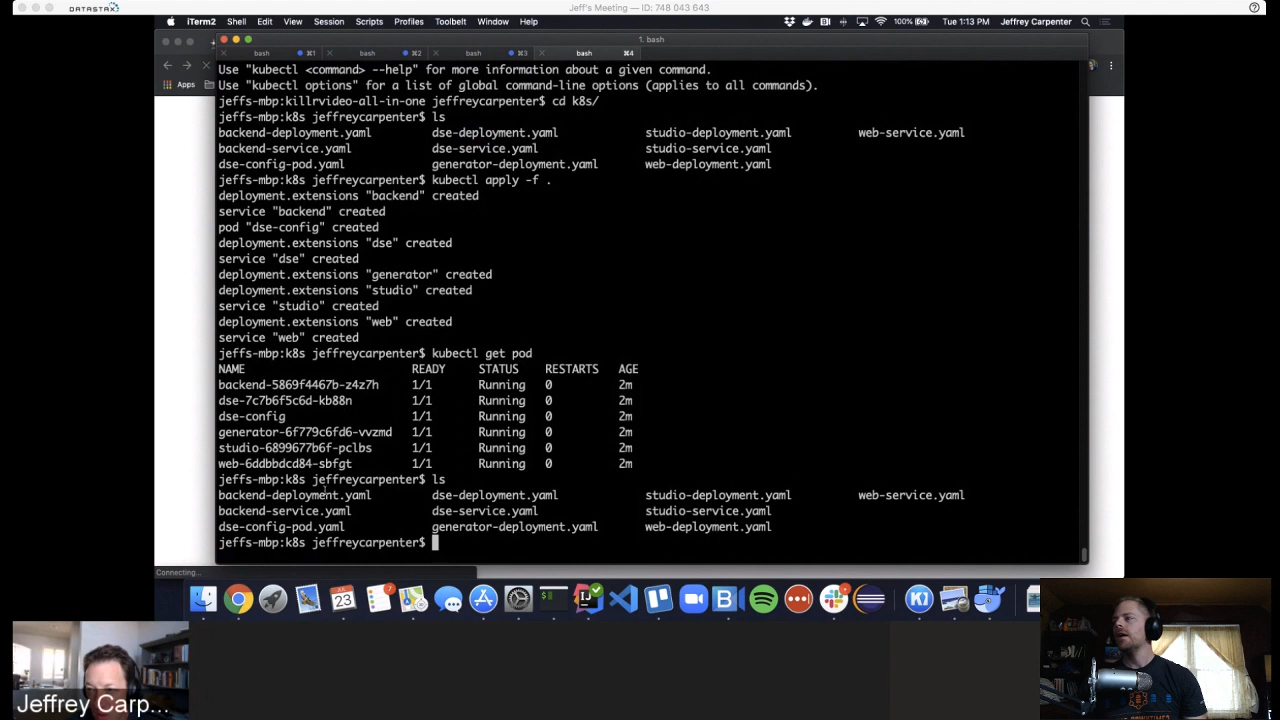 DATASTAX
Jeff's Meeting — ID: 748 043 643
iTerm2 Shell Edit View Session Scripts Profiles Toolbelt Window Help 100% Tue 1:13 PM Jeffrey Carpenter
1. bash
bash ⌘1 bash ⌘2 bash ⌘3 bash ⌘4
Apps
Use "kubectl <command> --help" for more information about a given command.
Use "kubectl options" for a list of global command-line options (applies to all commands).
jeffs-mbp:killrvideo-all-in-one jeffreycarpenter$ cd k8s/
jeffs-mbp:k8s jeffreycarpenter$ ls
backend-deployment.yaml dse-deployment.yaml studio-deployment.yaml web-service.yaml
backend-service.yaml dse-service.yaml studio-service.yaml
dse-config-pod.yaml generator-deployment.yaml web-deployment.yaml
jeffs-mbp:k8s jeffreycarpenter$ kubectl apply -f .
deployment.extensions "backend" created
service "backend" created
pod "dse-config" created
deployment.extensions "dse" created
service "dse" created
deployment.extensions "generator" created
deployment.extensions "studio" created
service "studio" created
deployment.extensions "web" created
service "web" created
jeffs-mbp:k8s jeffreycarpenter$ kubectl get pod
NAME READY STATUS RESTARTS AGE
backend-5869f4467b-z4z7h 1/1 Running 0 2m
dse-7c7b6f5c6d-kb88n 1/1 Running 0 2m
dse-config 1/1 Running 0 2m
generator-6f779c6fd6-vvzmd 1/1 Running 0 2m
studio-6899677b6f-pclbs 1/1 Running 0 2m
web-6ddbbdcd84-sbfgt 1/1 Running 0 2m
jeffs-mbp:k8s jeffreycarpenter$ ls
backend-deployment.yaml dse-deployment.yaml studio-deployment.yaml web-service.yaml
backend-service.yaml dse-service.yaml studio-service.yaml
dse-config-pod.yaml generator-deployment.yaml web-deployment.yaml
jeffs-mbp:k8s jeffreycarpenter$
Connecting...
23
7
KI
Jeffrey Carp...